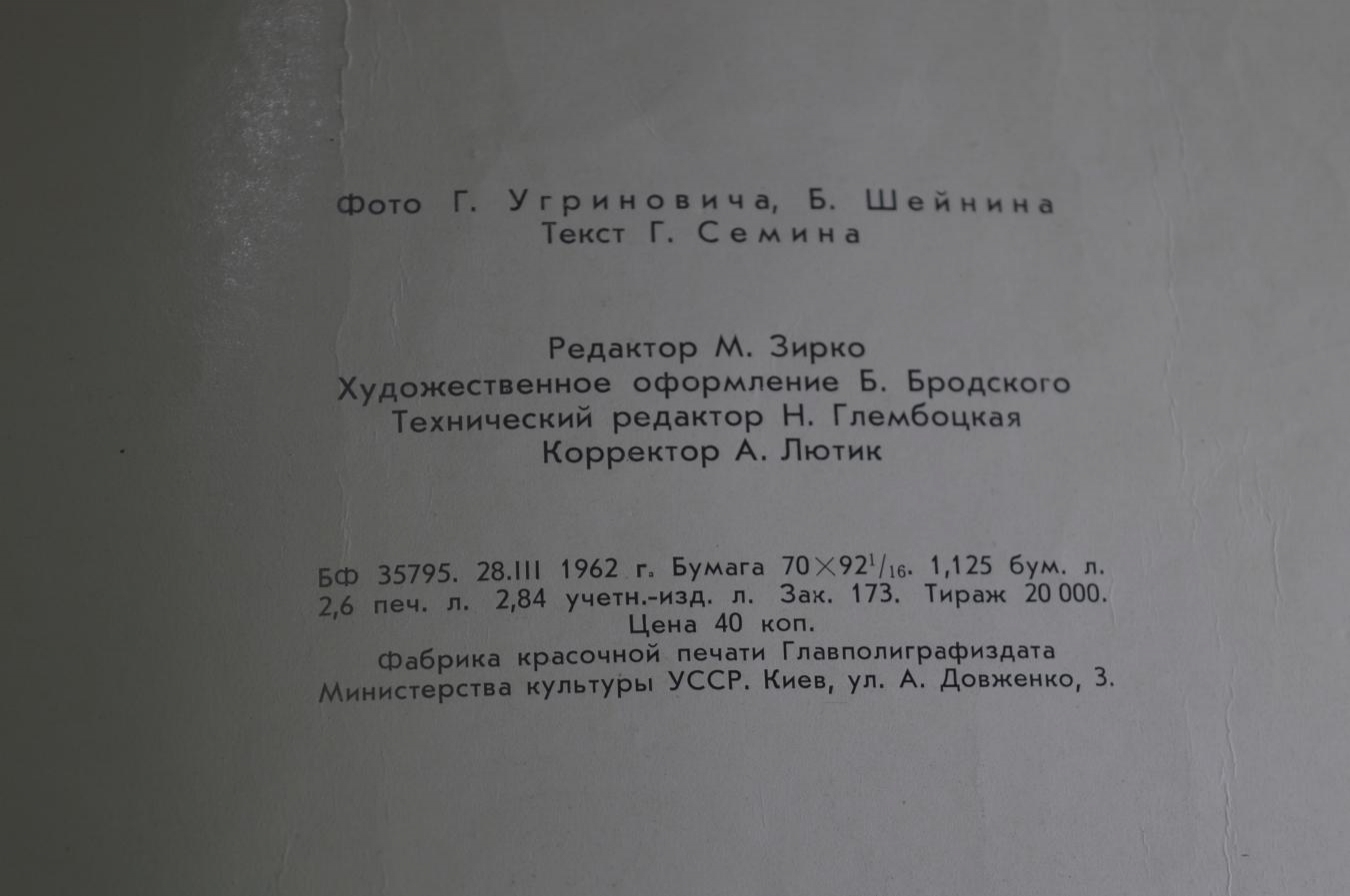 Фото Г. Угриновича, Б. Шейнина
Текст Г. Семина
Редактор М. Зирко
Художественное оформление Б. Бродского
Технический редактор Н. Глембоцкая
Корректор А. Лютик
БФ 35795. 28.III 1962 г. Бумага 70×92¹/₁₆. 1,125 бум. л.
2,6 печ. л. 2,84 учетн.-изд. л. Зак. 173. Тираж 20 000.
Цена 40 коп.
Фабрика красочной печати Главполиграфиздата
Министерства культуры УССР. Киев, ул. А. Довженко, 3.